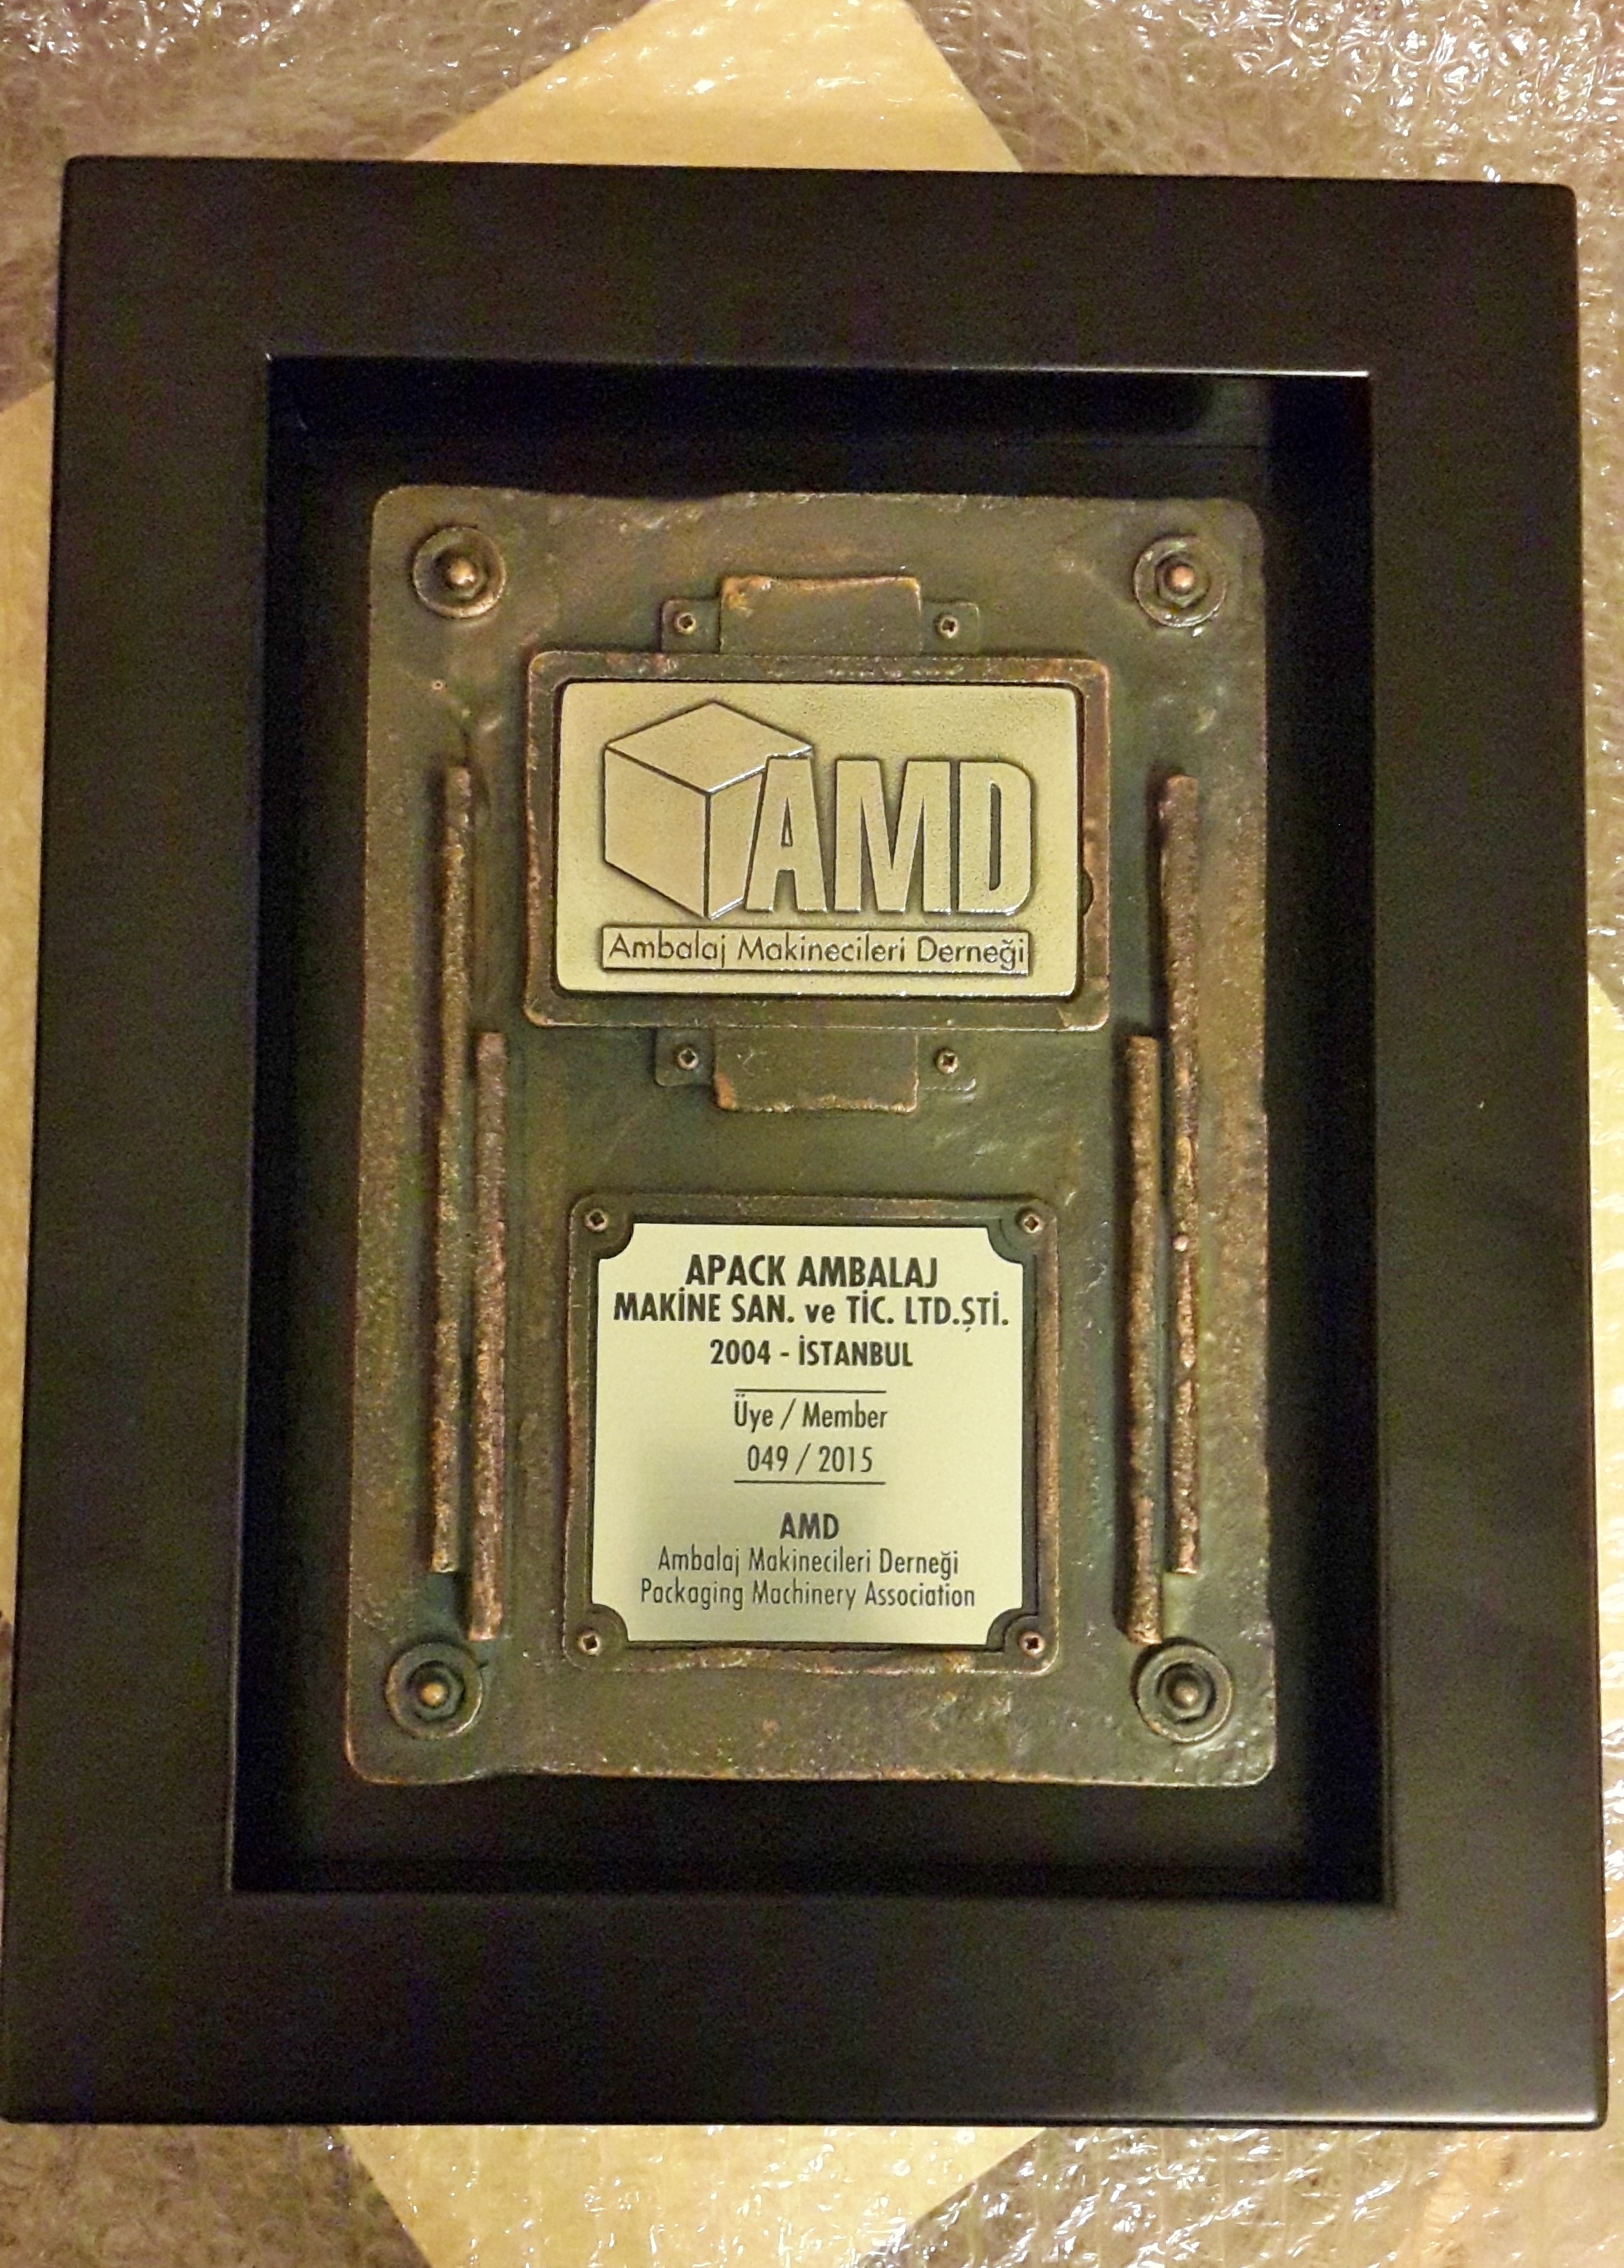 AMD
Ambalaj Makinecileri Derneği
APACK AMBALAJ
MAKİNE SAN. ve TİC. LTD.ŞTİ.
2004 - İSTANBUL
Üye / Member
049 / 2015
AMD
Ambalaj Makinecileri Derneği
Packaging Machinery Association